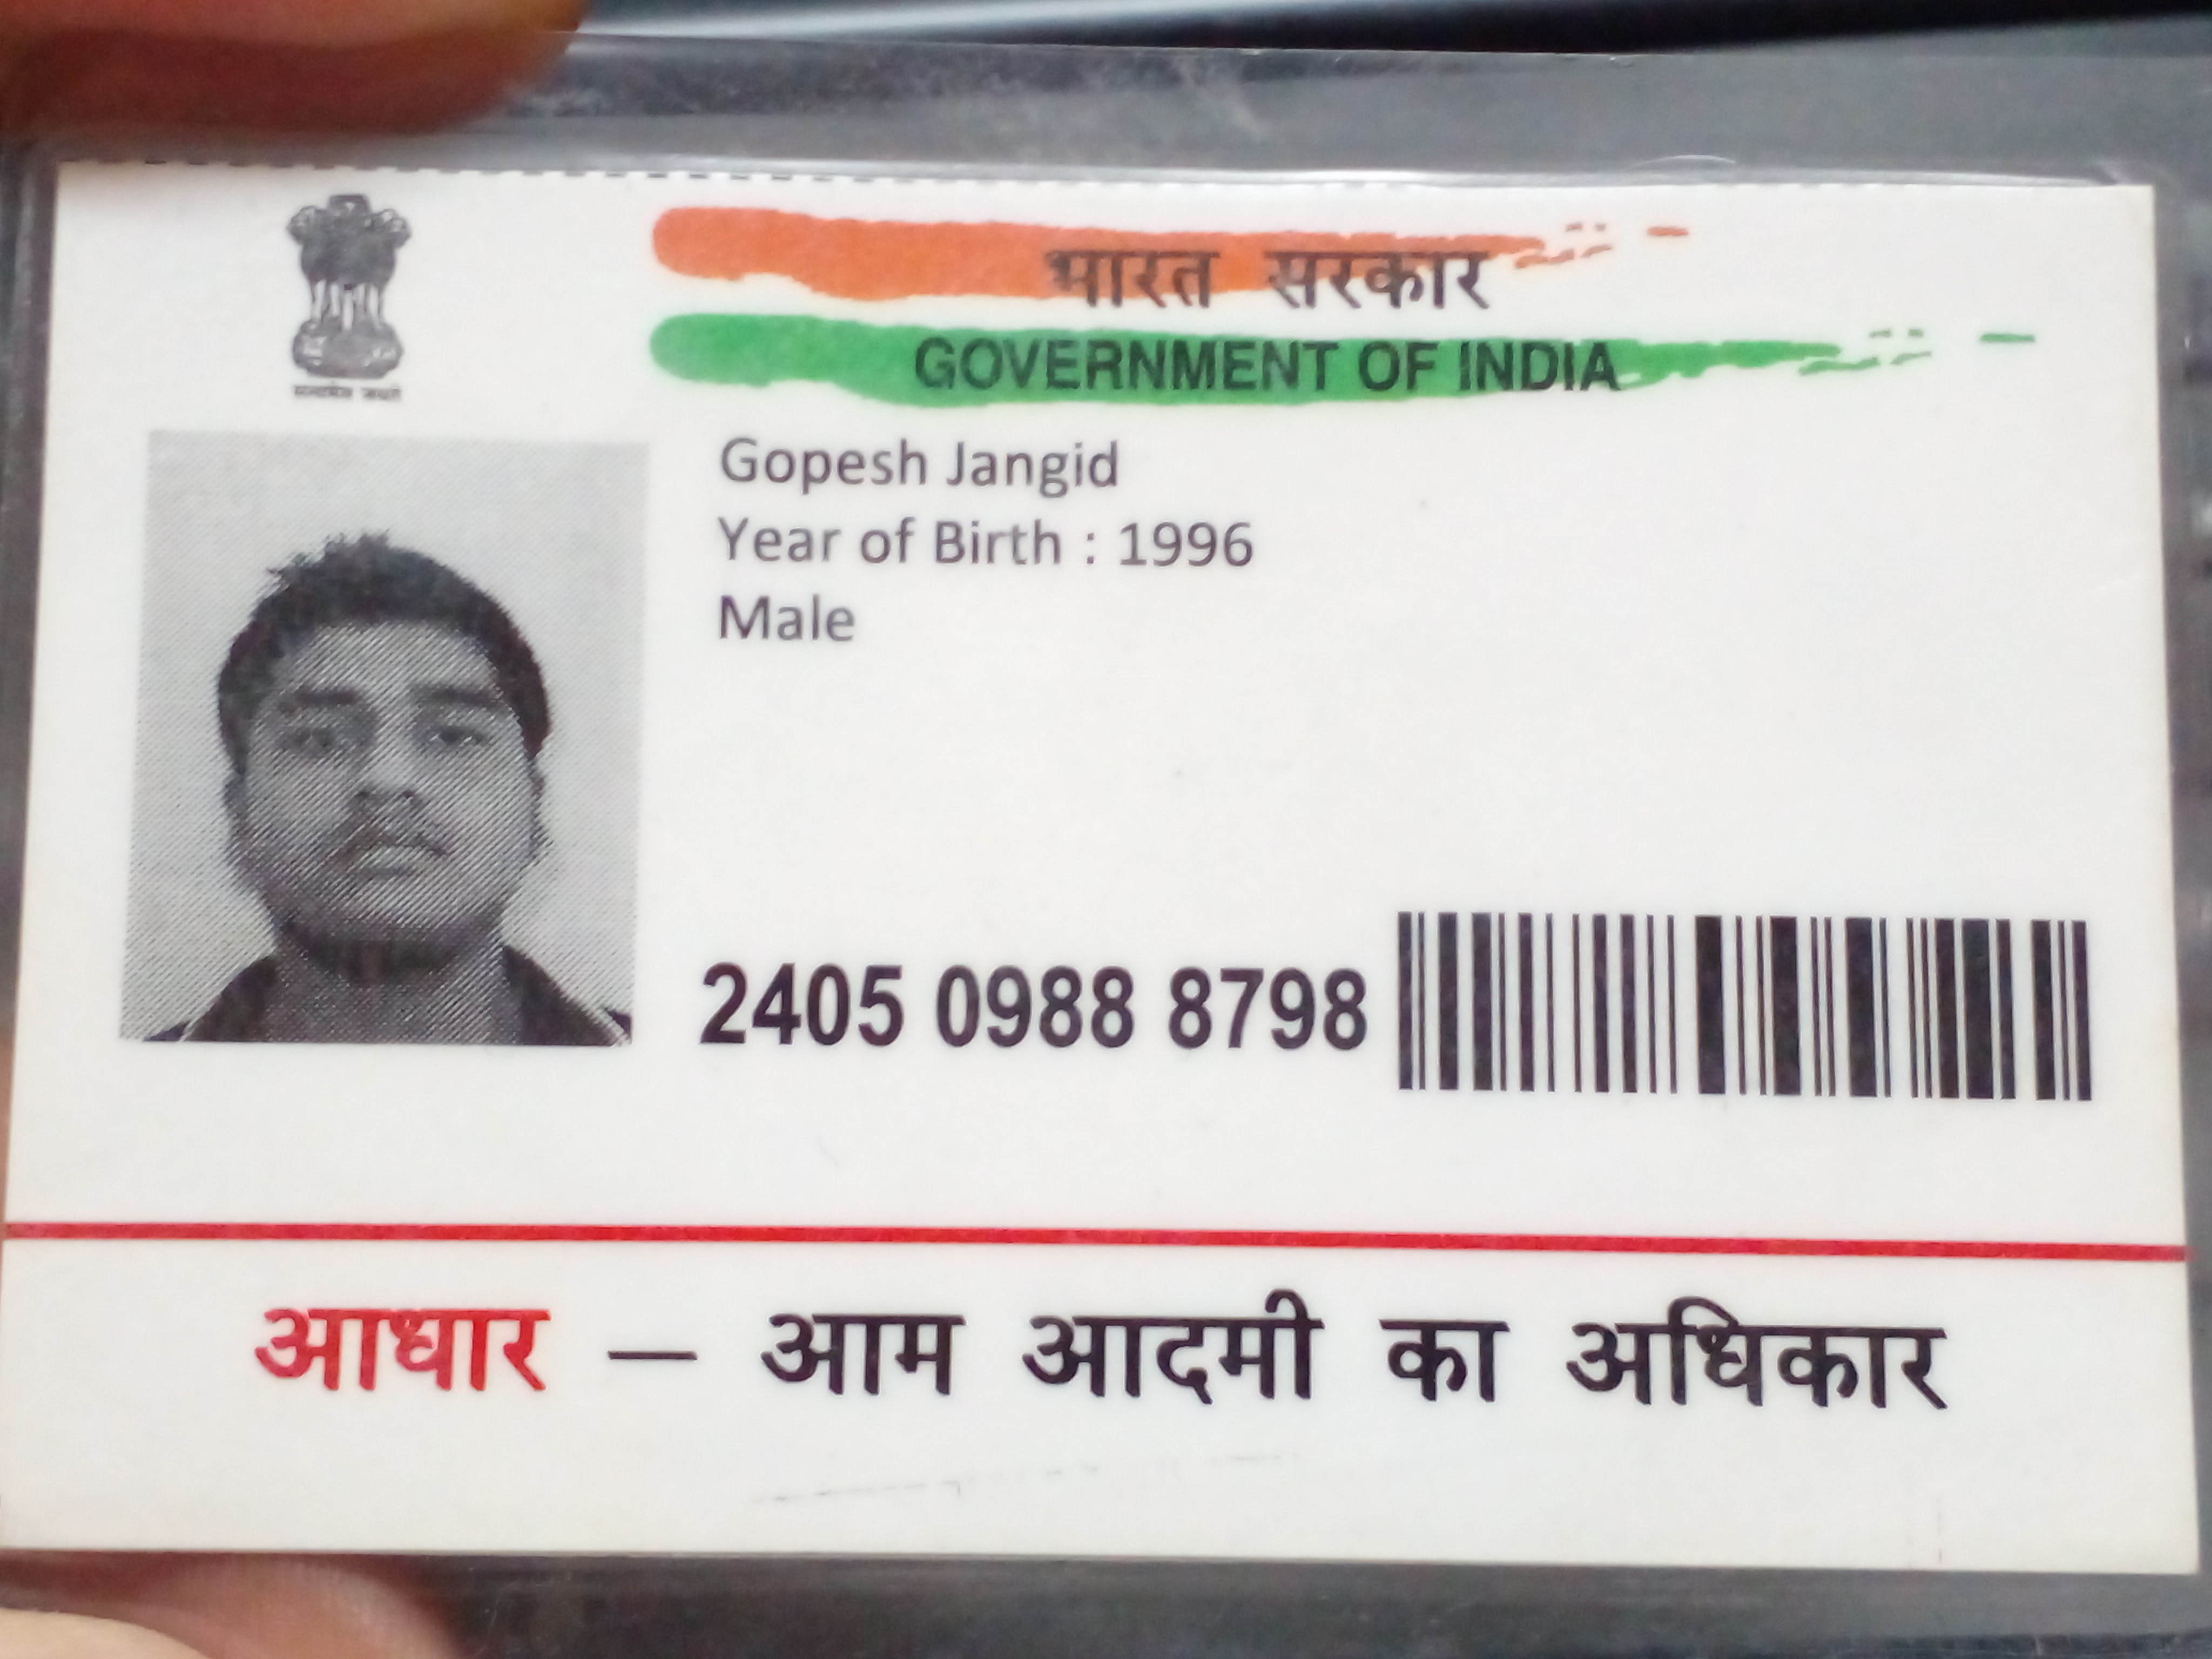 सत्यमेव जयते
भारत सरकार
GOVERNMENT OF INDIA
Gopesh Jangid
Year of Birth : 1996
Male
2405 0988 8798
आधार — आम आदमी का अधिकार